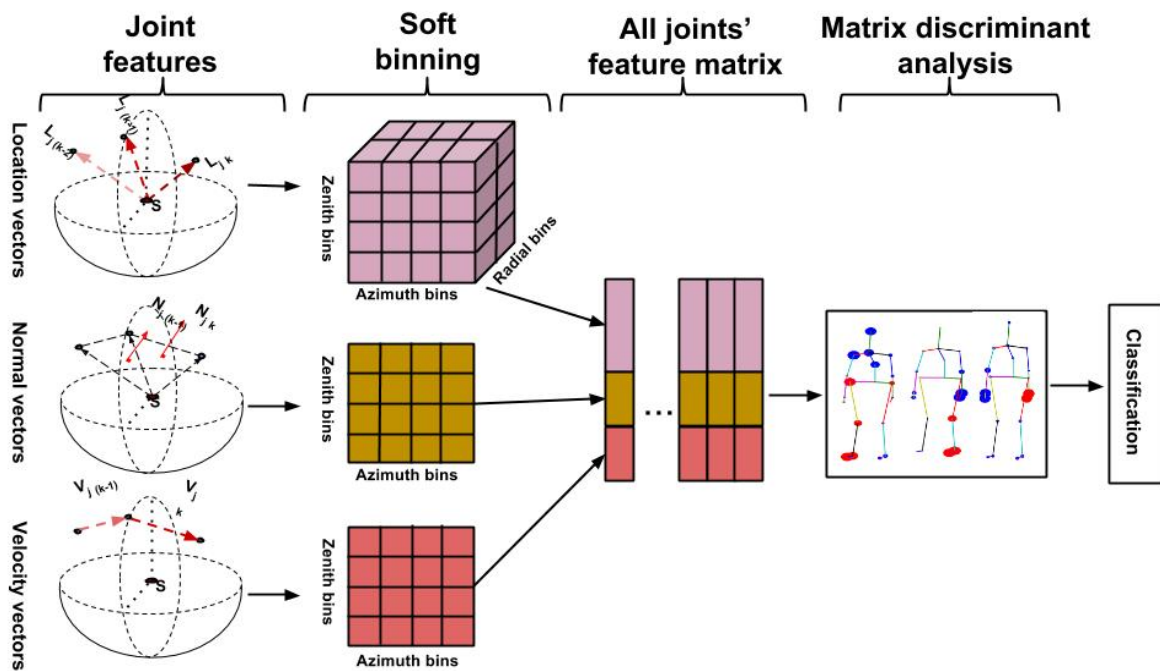 Joint
features
Soft
binning
All joints'
feature matrix
Matrix discriminant
analysis
Location vectors
L j (k-2)
L j (k-1)
L j k
S
Zenith bins
Azimuth bins
Radial bins
Normal vectors
N j (k-1)
N j k
S
Zenith bins
Azimuth bins
...
Classification
Velocity vectors
V j (k-1)
V j k
S
Zenith bins
Azimuth bins